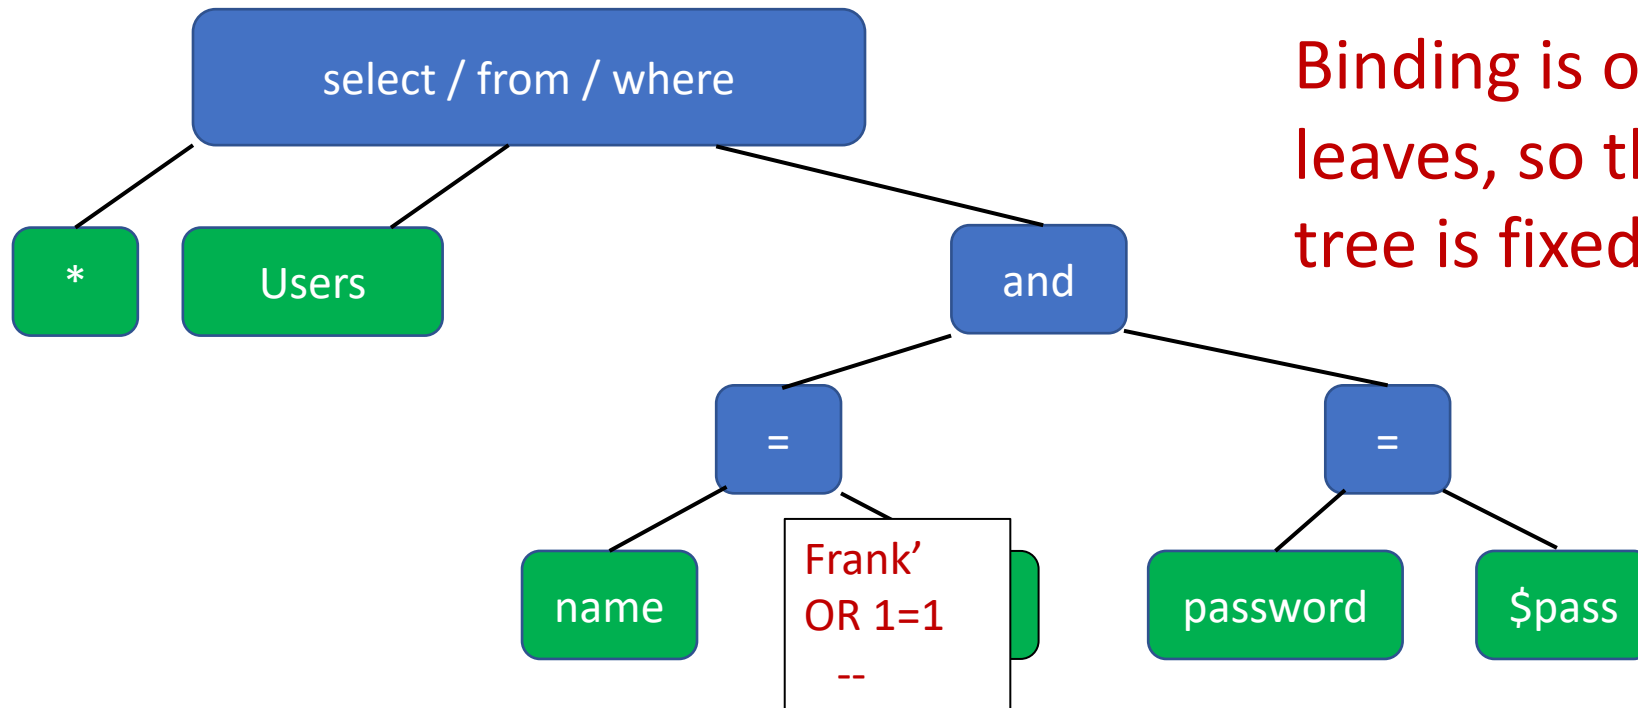 select / from / where
Binding is
leaves, so
tree is fixed
*
Users
and
=
=
name
Frank’
OR 1=1
--
password
$pass